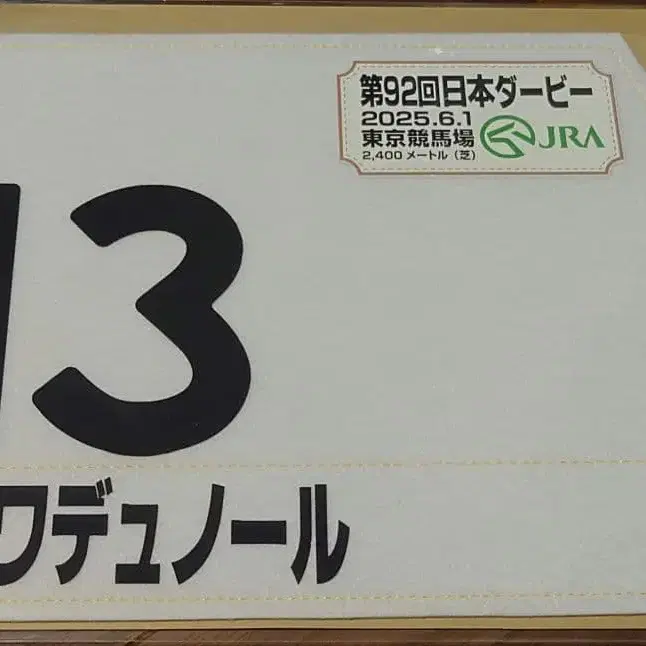 第92回日本ダービー
2025.6.1
東京競馬場
JRA
2,400メートル(芝)
13
ワデュノール